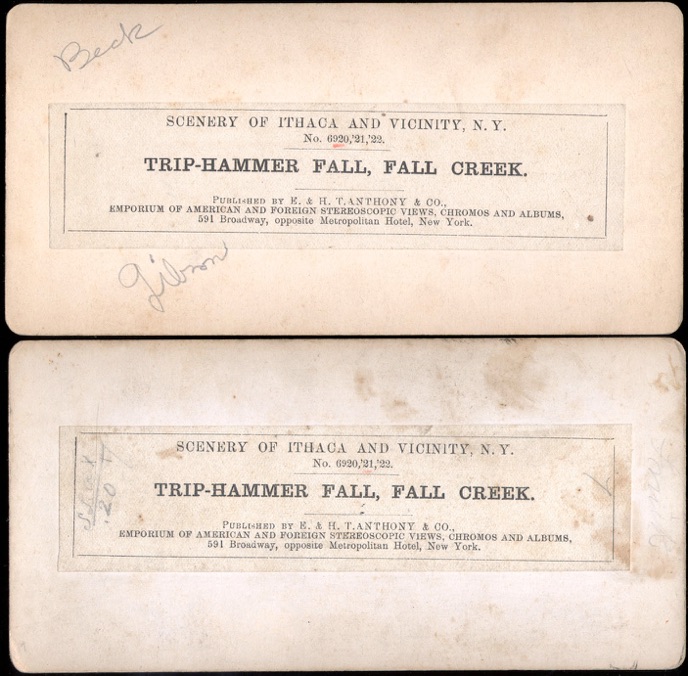 Beck
SCENERY OF ITHACA AND VICINITY, N.Y.
No. 6920,'21,'22.
TRIP-HAMMER FALL, FALL CREEK.
PUBLISHED BY E. & H. T. ANTHONY & CO.,
EMPORIUM OF AMERICAN AND FOREIGN STEREOSCOPIC VIEWS, CHROMOS AND ALBUMS,
591 Broadway, opposite Metropolitan Hotel, New York.
Gibson
SCENERY OF ITHACA AND VICINITY, N.Y.
No. 6920,'21,'22.
TRIP-HAMMER FALL, FALL CREEK.
PUBLISHED BY E. & H. T. ANTHONY & CO.,
EMPORIUM OF AMERICAN AND FOREIGN STEREOSCOPIC VIEWS, CHROMOS AND ALBUMS,
591 Broadway, opposite Metropolitan Hotel, New York.
.20